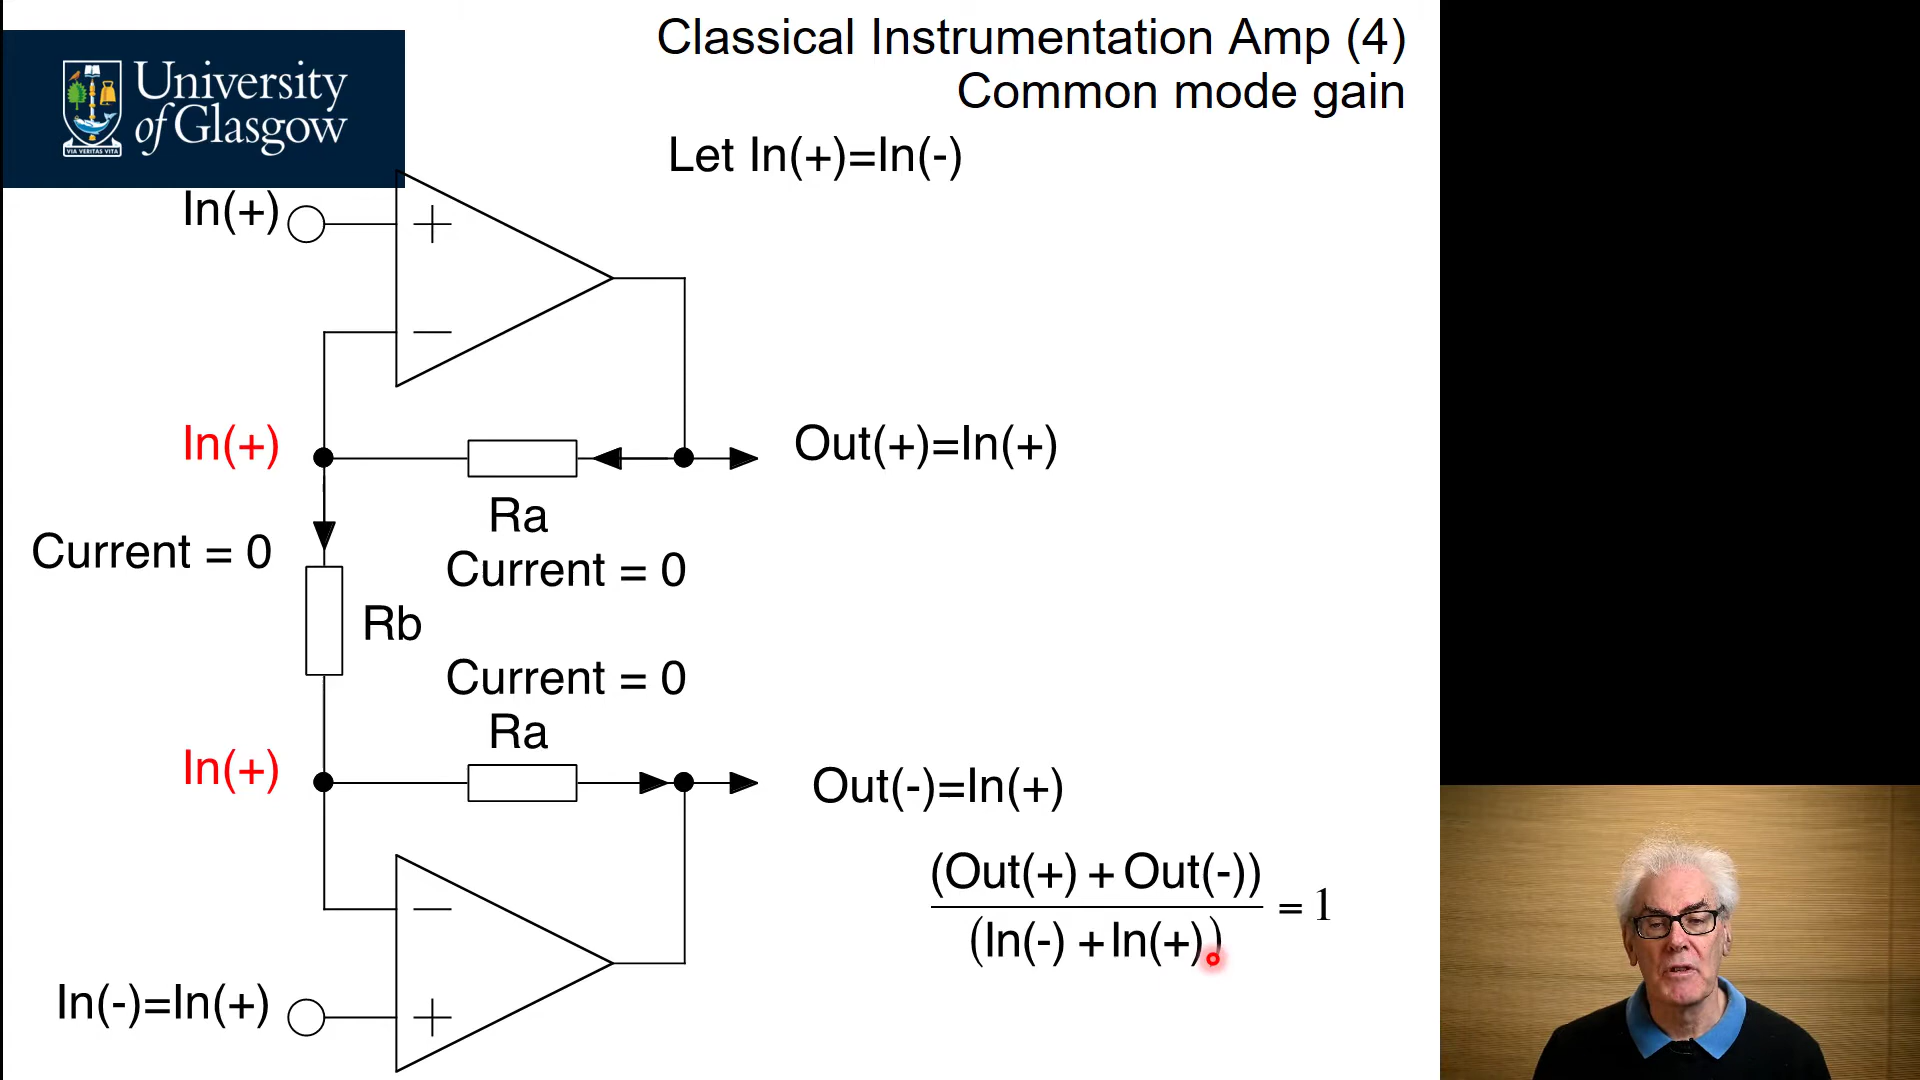 Classical Instrumentation Amp (4)
Common mode gain
University
of Glasgow
VIA VERITAS VITA
Let In(+)=In(-)
In(+)
+
−
In(+)
Out(+)=In(+)
Ra
Current = 0
Current = 0
Rb
Current = 0
Ra
In(+)
Out(-)=In(+)
(Out(+) + Out(-))
= 1
(In(-) + In(+))
−
In(-)=In(+)
+